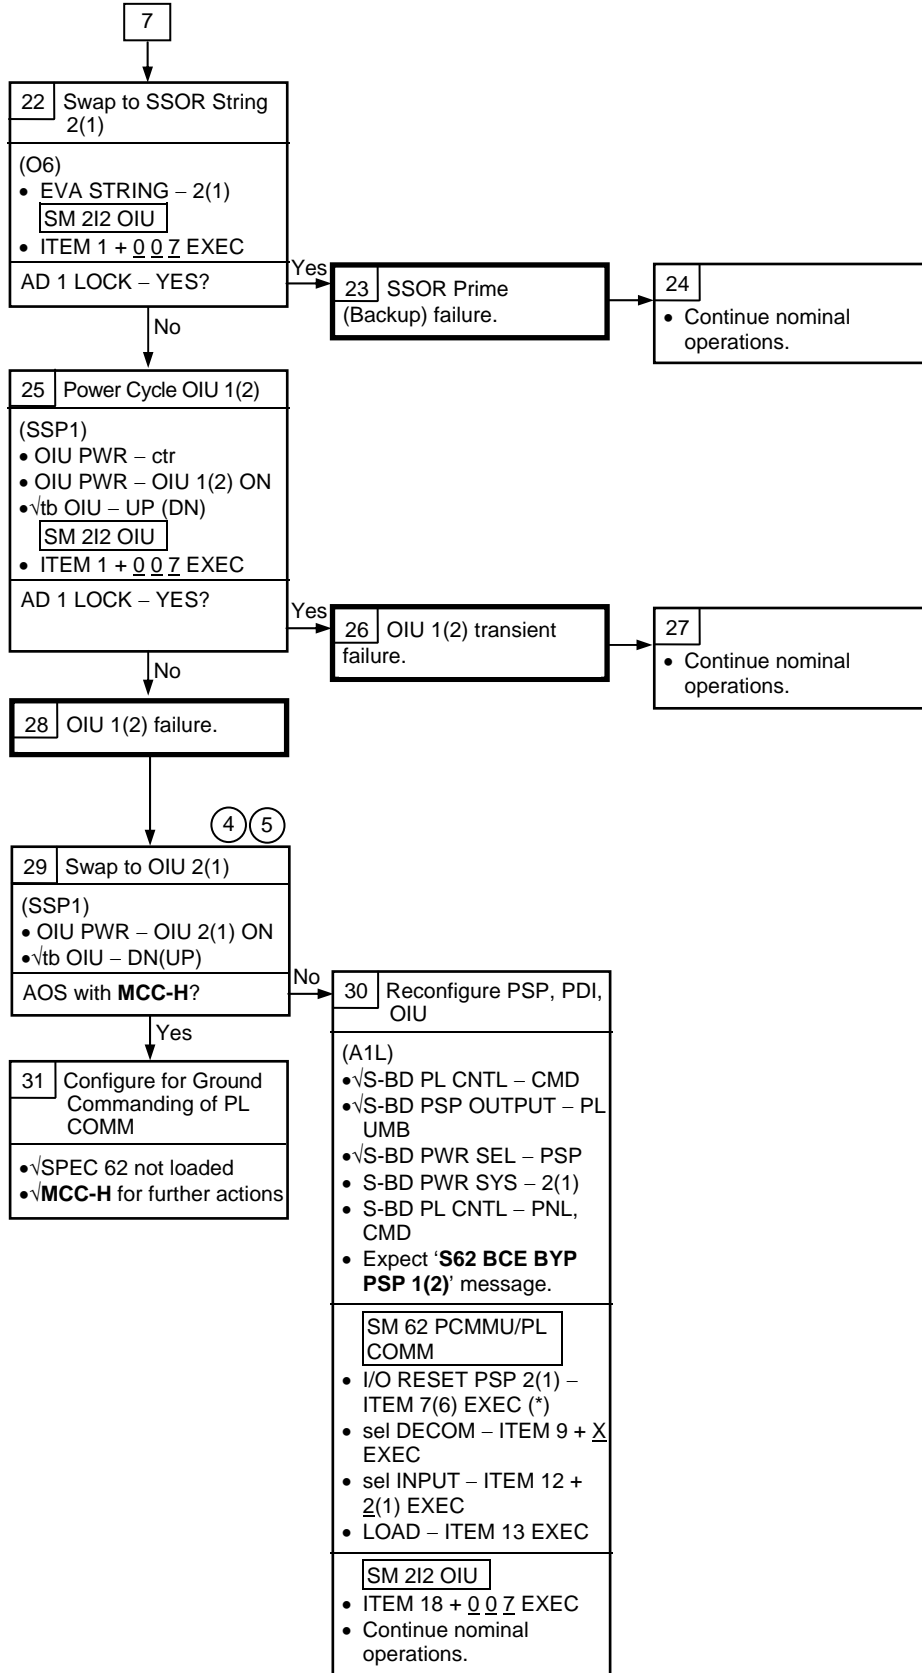 7
22 Swap to SSOR String
2(1)
(O6)
• EVA STRING – 2(1)
SM 2I2 OIU
• ITEM 1 + 0 0 7 EXEC
AD 1 LOCK – YES?
Yes
23 SSOR Prime
(Backup) failure.
24
• Continue nominal
operations.
No
25 Power Cycle OIU 1(2)
(SSP1)
• OIU PWR – ctr
• OIU PWR – OIU 1(2) ON
•√tb OIU – UP (DN)
SM 2I2 OIU
• ITEM 1 + 0 0 7 EXEC
AD 1 LOCK – YES?
Yes
26 OIU 1(2) transient
failure.
27
• Continue nominal
operations.
No
28 OIU 1(2) failure.
4 5
29 Swap to OIU 2(1)
(SSP1)
• OIU PWR – OIU 2(1) ON
•√tb OIU – DN(UP)
AOS with MCC-H?
No
Yes
31 Configure for Ground
Commanding of PL
COMM
•√SPEC 62 not loaded
•√MCC-H for further actions
30 Reconfigure PSP, PDI,
OIU
(A1L)
•√S-BD PL CNTL – CMD
•√S-BD PSP OUTPUT – PL
UMB
•√S-BD PWR SEL – PSP
• S-BD PWR SYS – 2(1)
• S-BD PL CNTL – PNL,
CMD
• Expect ‘S62 BCE BYP
PSP 1(2)’ message.
SM 62 PCMMU/PL
COMM
• I/O RESET PSP 2(1) –
ITEM 7(6) EXEC (*)
• sel DECOM – ITEM 9 + X
EXEC
• sel INPUT – ITEM 12 +
2(1) EXEC
• LOAD – ITEM 13 EXEC
SM 2I2 OIU
• ITEM 18 + 0 0 7 EXEC
• Continue nominal
operations.